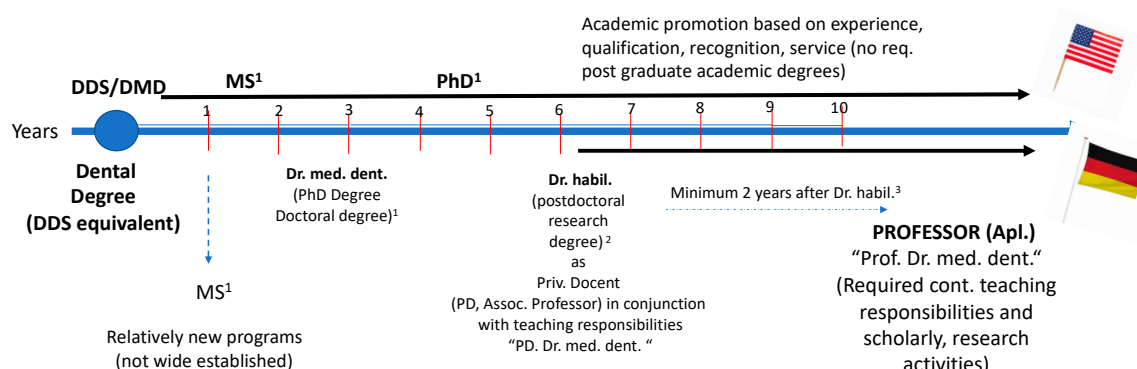 Academic promotion based on experience,
qualification, recognition, service (no req.
post graduate academic degrees)
DDS/DMD
MS¹
PhD¹
Years
1 2 3 4 5 6 7 8 9 10
Dental
Degree
(DDS equivalent)
Dr. med. dent.
(PhD Degree
Doctoral degree)¹
Dr. habil.
(postdoctoral
research
degree) ²
as
Priv. Docent
(PD, Assoc. Professor) in conjunction
with teaching responsibilities
"PD. Dr. med. dent. “
Minimum 2 years after Dr. habil.³
PROFESSOR (Apl.)
“Prof. Dr. med. dent.“
(Required cont. teaching
responsibilities and
scholarly, research
activities)
MS¹
Relatively new programs
(not wide established)